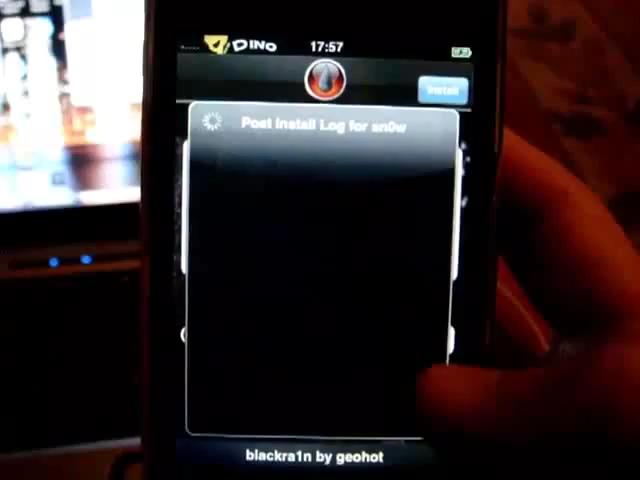 DINO 17:57
Install
Post Install Log for sn0w
blackra1n by geohot